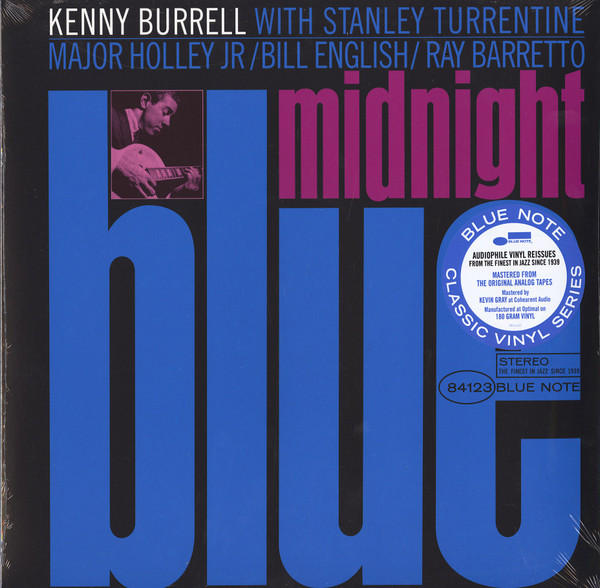 KENNY BURRELL WITH STANLEY TURRENTINE
MAJOR HOLLEY JR / BILL ENGLISH / RAY BARRETTO
midnight
blue
BLUE NOTE
BLUE NOTE
AUDIOPHILE VINYL REISSUES
FROM THE FINEST IN JAZZ SINCE 1939
MASTERED FROM
THE ORIGINAL ANALOG TAPES
Mastered by
KEVIN GRAY at Cohearent Audio
Manufactured at Optimal on
180 GRAM VINYL
CLASSIC VINYL SERIES
STEREO
THE FINEST IN JAZZ SINCE 1939
84123 BLUE NOTE